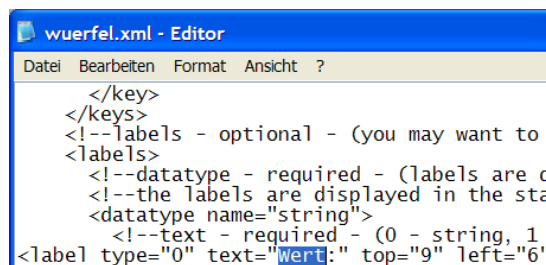 wuerfel.xml - Editor
Datei Bearbeiten Format Ansicht ?
</key>
</keys>
<!--labels - optional - (you may want to
<labels>
<!--datatype - required - (labels are
<!--the labels are displayed in the
<datatype name="string">
<!--text - required - (0 - string, 1
<label type="0" text="Wert:" top="9" left="6"